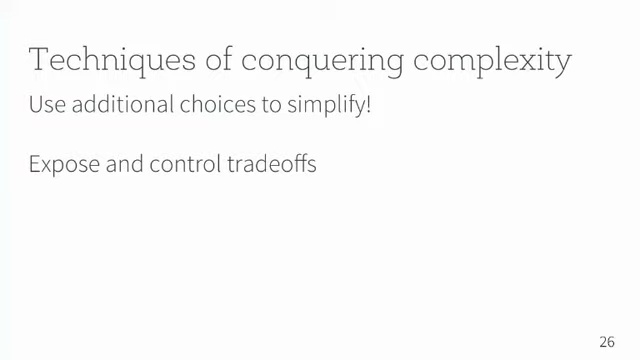 Techniques of conquering complexity
Use additional choices to simplify!
Expose and control tradeoffs
26